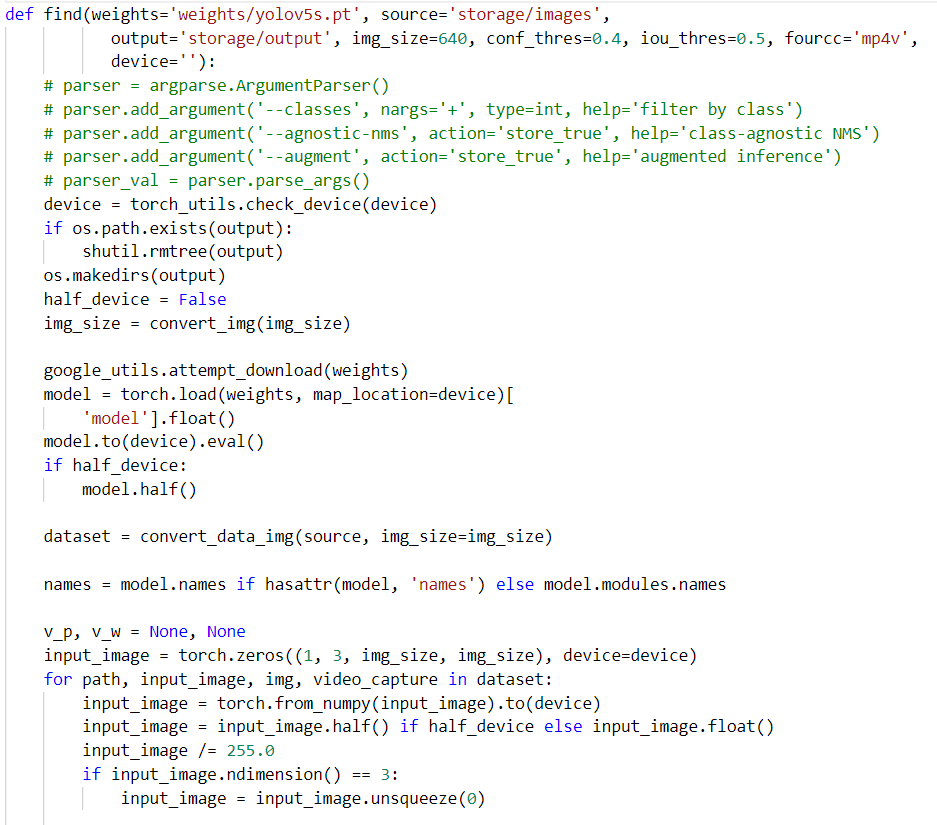 def find(weights='weights/yolov5s.pt', source='storage/images',
           output='storage/output', img_size=640, conf_thres=0.4, iou_thres=0.5, fourcc='mp4v',
           device=''):
    # parser = argparse.ArgumentParser()
    # parser.add_argument('--classes', nargs='+', type=int, help='filter by class')
    # parser.add_argument('--agnostic-nms', action='store_true', help='class-agnostic NMS')
    # parser.add_argument('--augment', action='store_true', help='augmented inference')
    # parser_val = parser.parse_args()
    device = torch_utils.check_device(device)
    if os.path.exists(output):
        shutil.rmtree(output)
    os.makedirs(output)
    half_device = False
    img_size = convert_img(img_size)

    google_utils.attempt_download(weights)
    model = torch.load(weights, map_location=device)[
        'model'].float()
    model.to(device).eval()
    if half_device:
        model.half()

    dataset = convert_data_img(source, img_size=img_size)

    names = model.names if hasattr(model, 'names') else model.modules.names

    v_p, v_w = None, None
    input_image = torch.zeros((1, 3, img_size, img_size), device=device)
    for path, input_image, img, video_capture in dataset:
        input_image = torch.from_numpy(input_image).to(device)
        input_image = input_image.half() if half_device else input_image.float()
        input_image /= 255.0
        if input_image.ndimension() == 3:
            input_image = input_image.unsqueeze(0)